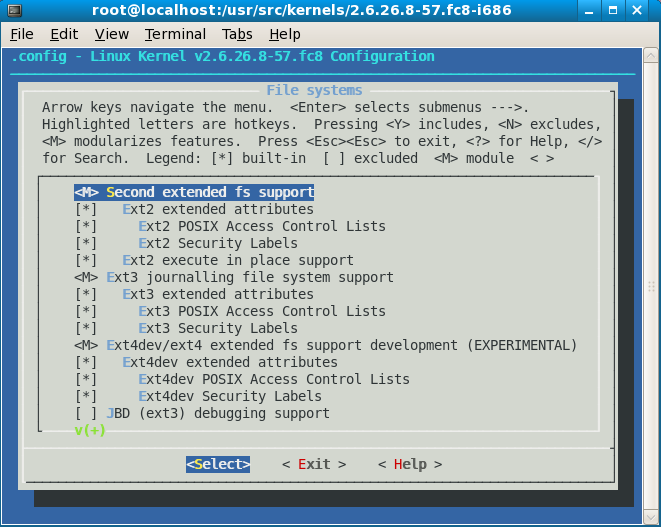 root@localhost:/usr/src/kernels/2.6.26.8-57.fc8-i686
File Edit View Terminal Tabs Help
.config - Linux Kernel v2.6.26.8-57.fc8 Configuration
File systems
Arrow keys navigate the menu. <Enter> selects submenus --->.
Highlighted letters are hotkeys. Pressing <Y> includes, <N> excludes,
<M> modularizes features. Press <Esc><Esc> to exit, <?> for Help, </>
for Search. Legend: [*] built-in [ ] excluded <M> module < >
<M> Second extended fs support
[*] Ext2 extended attributes
[*] Ext2 POSIX Access Control Lists
[*] Ext2 Security Labels
[*] Ext2 execute in place support
<M> Ext3 journalling file system support
[*] Ext3 extended attributes
[*] Ext3 POSIX Access Control Lists
[*] Ext3 Security Labels
<M> Ext4dev/ext4 extended fs support development (EXPERIMENTAL)
[*] Ext4dev extended attributes
[*] Ext4dev POSIX Access Control Lists
[*] Ext4dev Security Labels
[ ] JBD (ext3) debugging support
v(+)
<Select> < Exit > < Help >